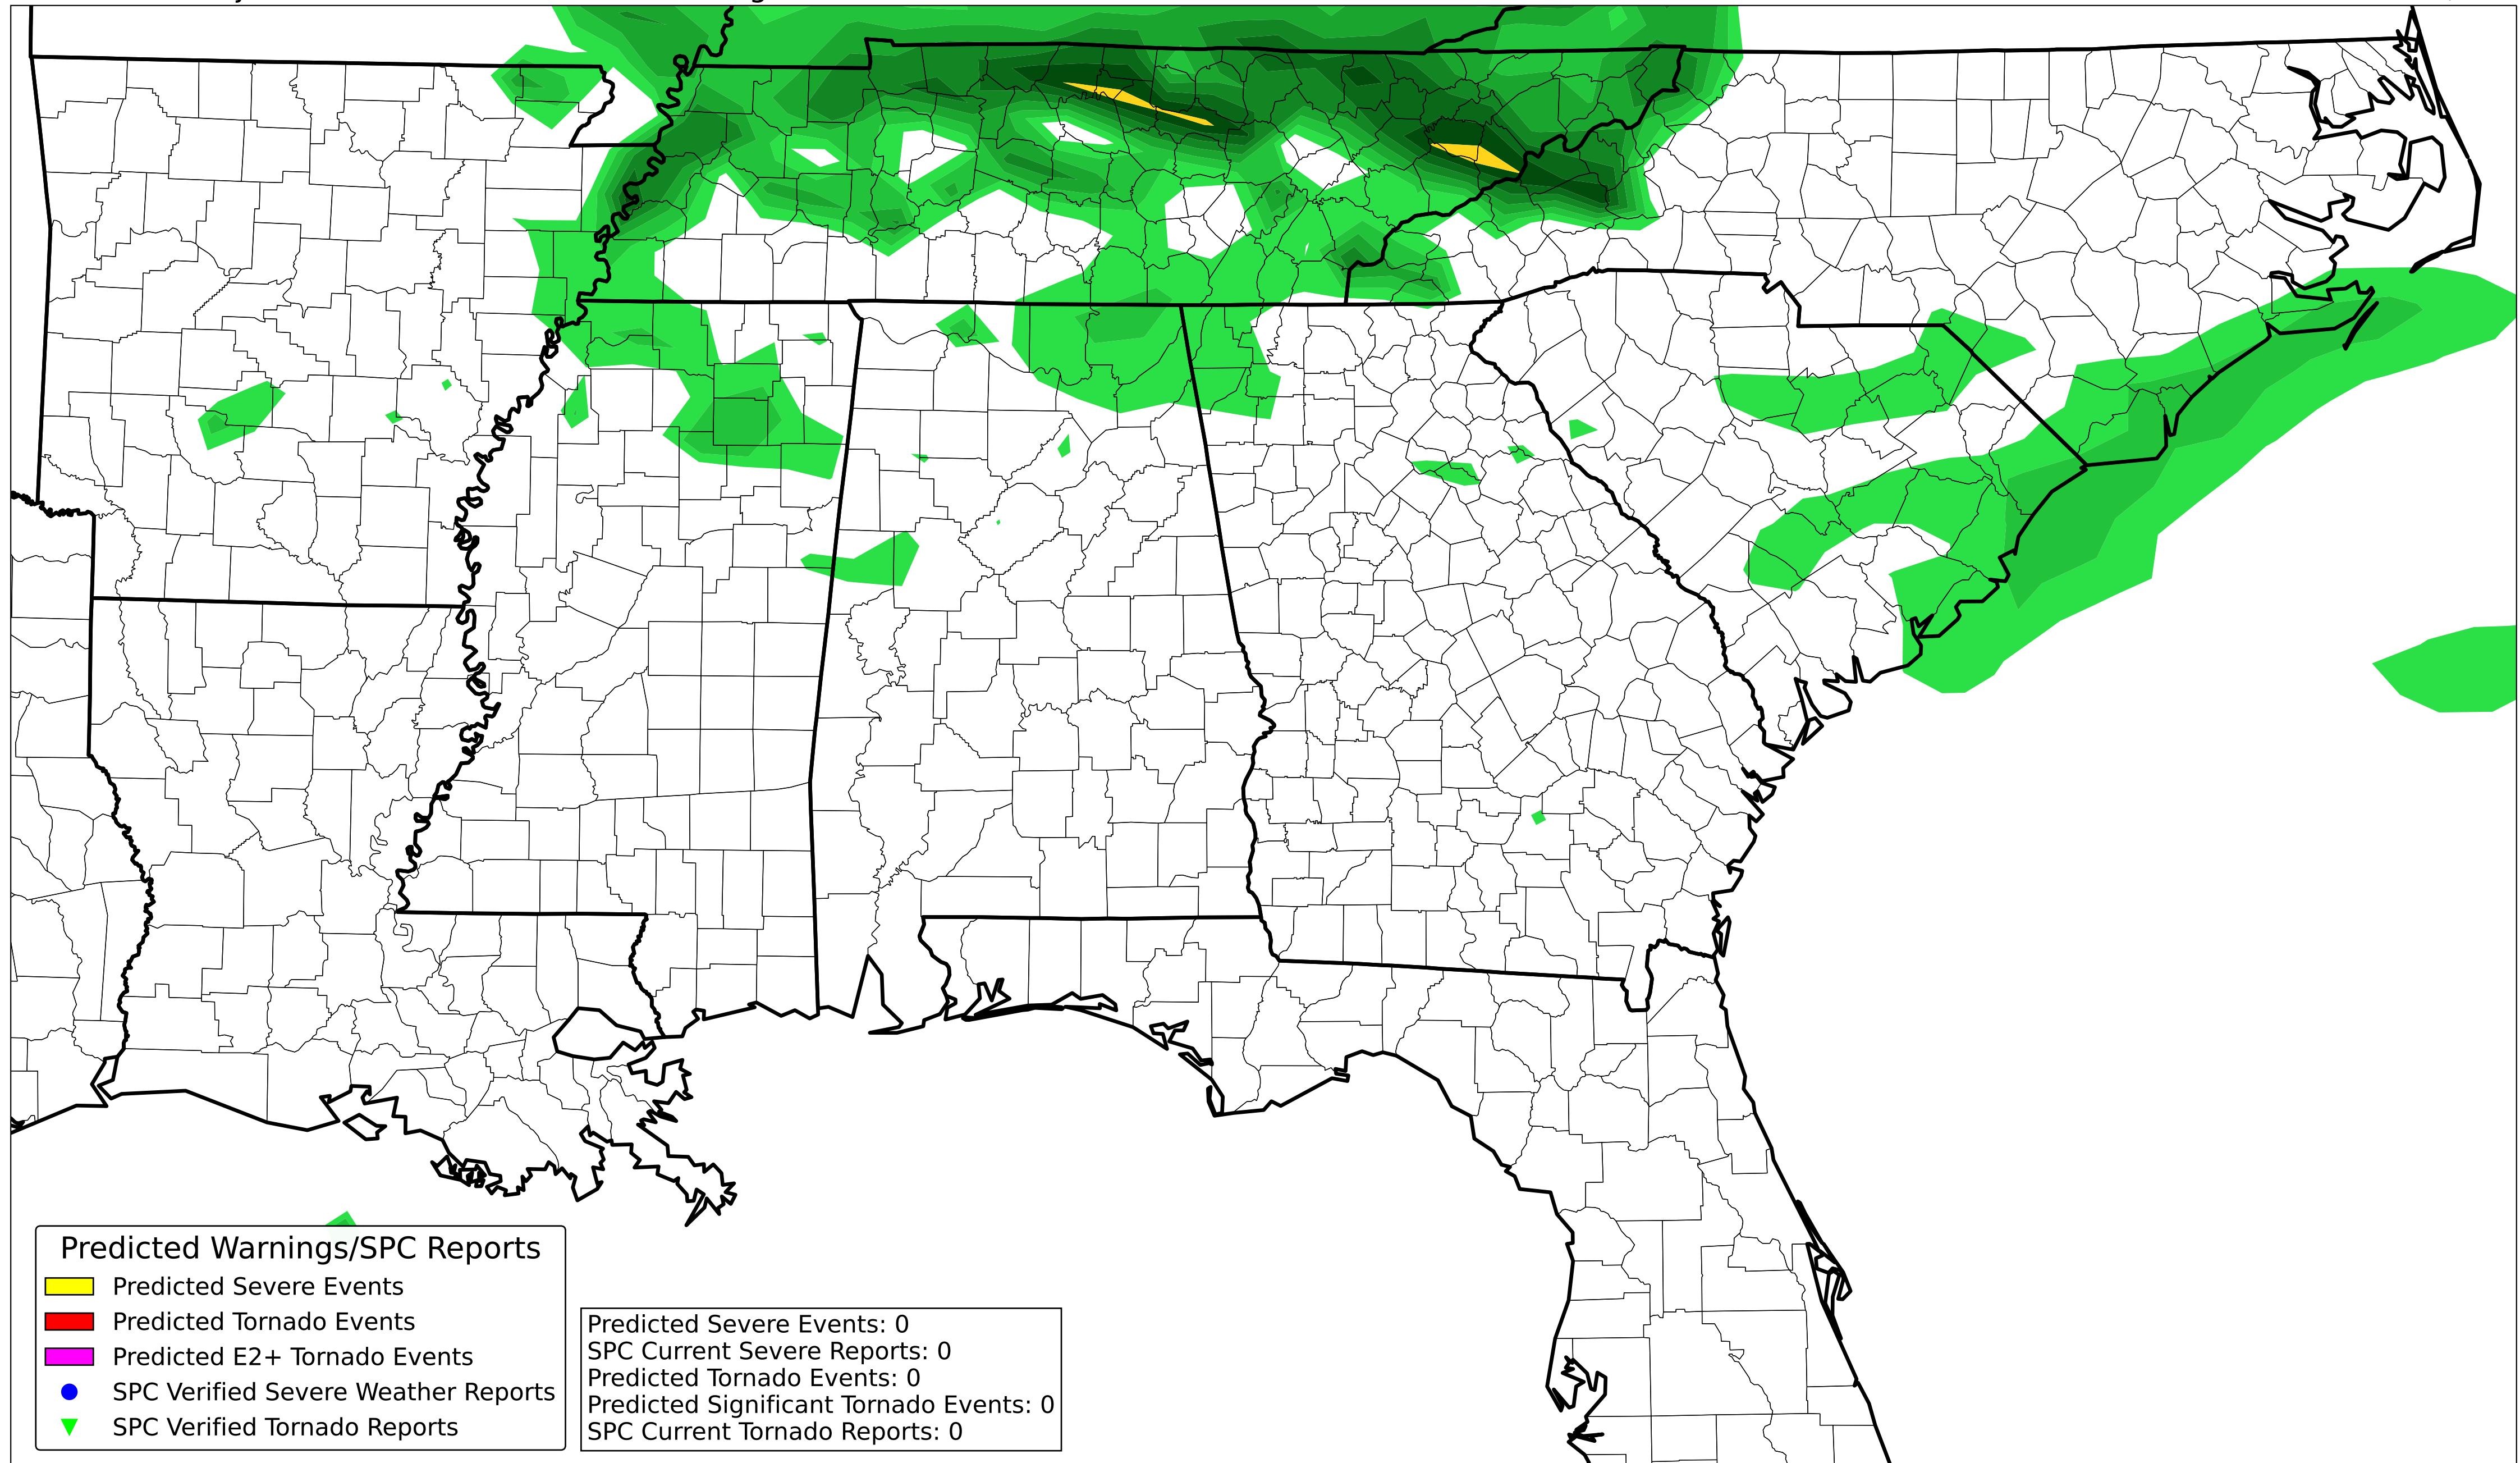 Predicted Warnings/SPC Reports
Predicted Severe Events
Predicted Tornado Events
Predicted E2+ Tornado Events
SPC Verified Severe Weather Reports
SPC Verified Tornado Reports
Predicted Severe Events: 0
SPC Current Severe Reports: 0
Predicted Tornado Events: 0
Predicted Significant Tornado Events: 0
SPC Current Tornado Reports: 0